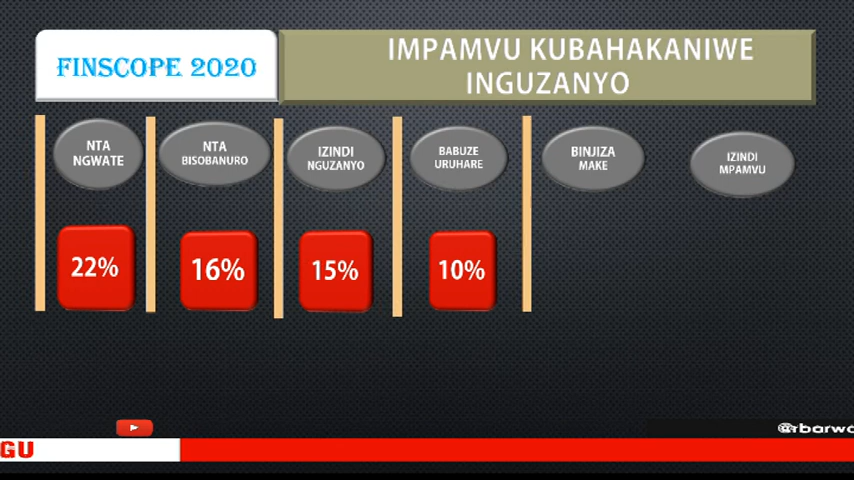 FINSCOPE 2020
IMPAMVU KUBAHAKANIWE
INGUZANYO
NTA
NGWATE
NTA
BISOBANURO
IZINDI
NGUZANYO
BABUZE
URUHARE
BINJIZA
MAKE
IZINDI
MPAMVU
22%
16%
15%
10%
@rbarwa
GU